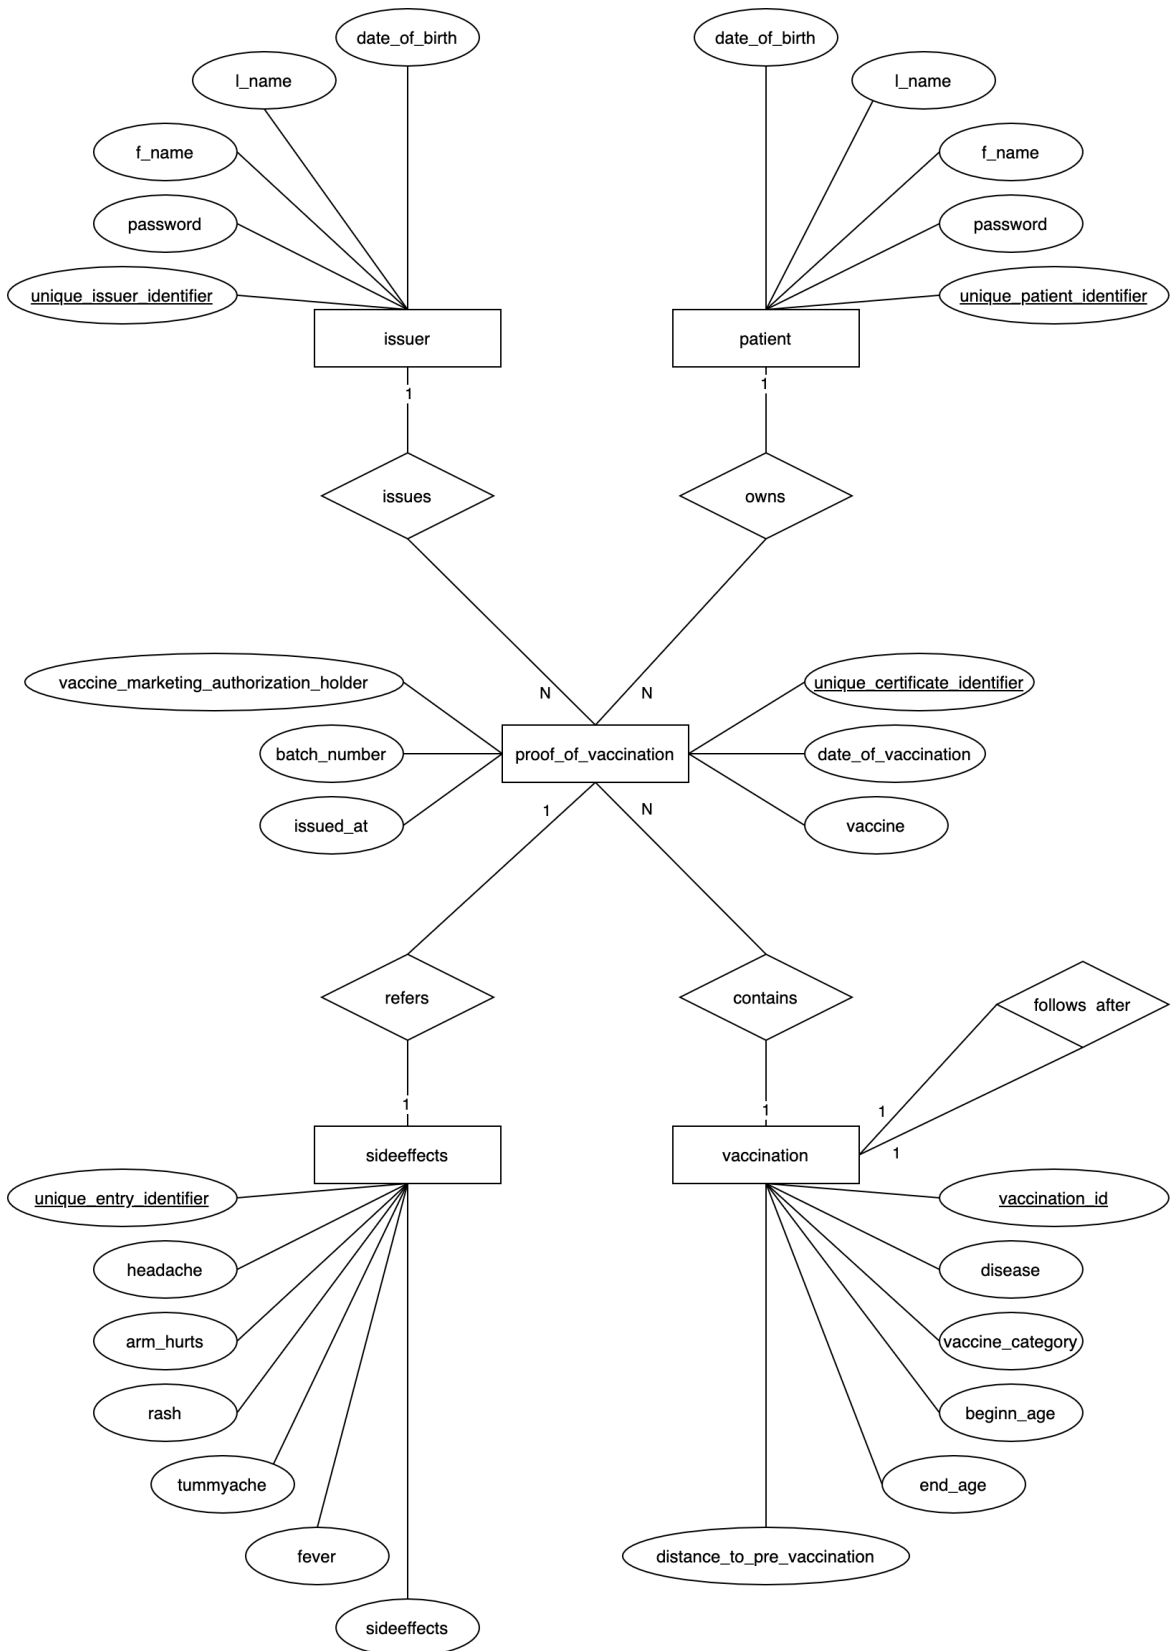 date_of_birth
date_of_birth
l_name
l_name
f_name
f_name
password
password
unique_issuer_identifier
unique_patient_identifier
issuer
patient
1
1
issues
owns
vaccine_marketing_authorization_holder
N
N
unique_certificate_identifier
batch_number
proof_of_vaccination
date_of_vaccination
issued_at
1
N
vaccine
refers
contains
follows after
1
1
1
1
sideeffects
vaccination
unique_entry_identifier
vaccination_id
headache
disease
arm_hurts
vaccine_category
rash
beginn_age
tummyache
end_age
fever
distance_to_pre_vaccination
sideeffects